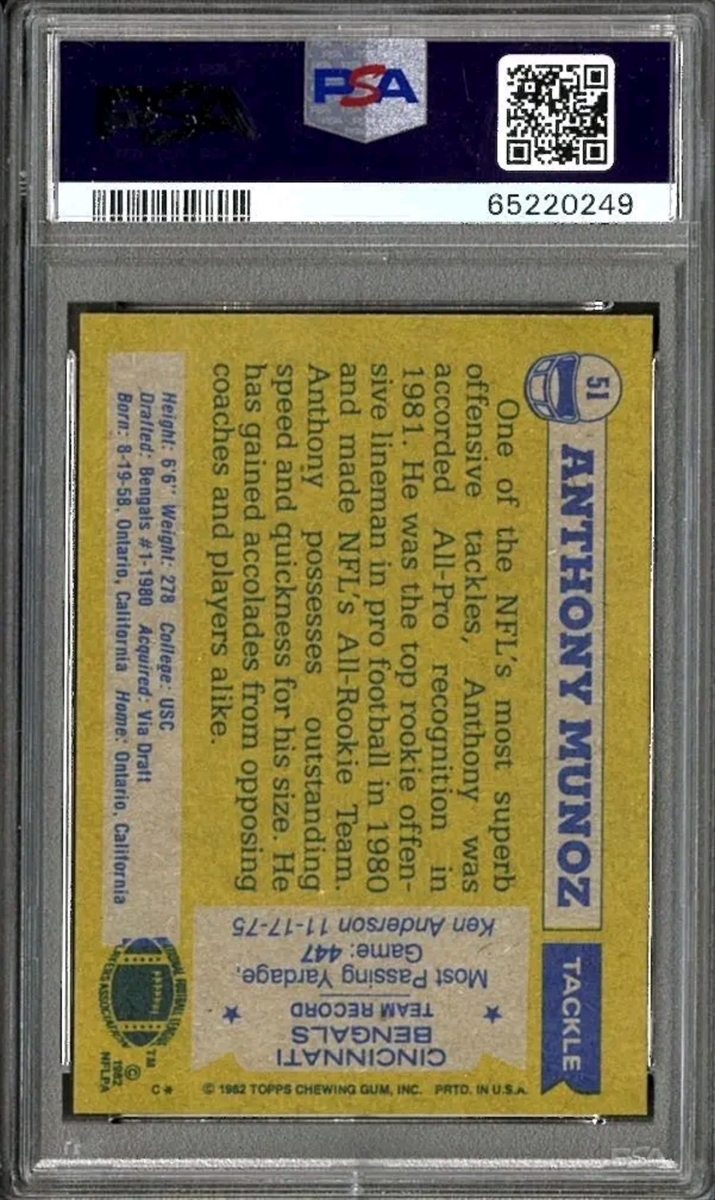 PSA
65220249
51
ANTHONY MUNOZ
TACKLE
One of the NFL's most superb
offensive tackles, Anthony was
accorded All-Pro recognition in
1981. He was the top rookie offen-
sive lineman in pro football in 1980
and made NFL's All-Rookie Team.
Anthony possesses outstanding
speed and quickness for his size. He
has gained accolades from opposing
coaches and players alike.
Height: 6'6" Weight: 278 College: USC
Drafted: Bengals #1-1980 Acquired: Via Draft
Born: 8-19-58, Ontario, California Home: Ontario, California
CINCINNATI
BENGALS
TEAM RECORD
Most Passing Yardage,
Game: 447
Ken Anderson 11-17-75
TM
© 1982
NFLPA
C*
© 1982 TOPPS CHEWING GUM, INC. PRTD. IN U.S.A.
PSA